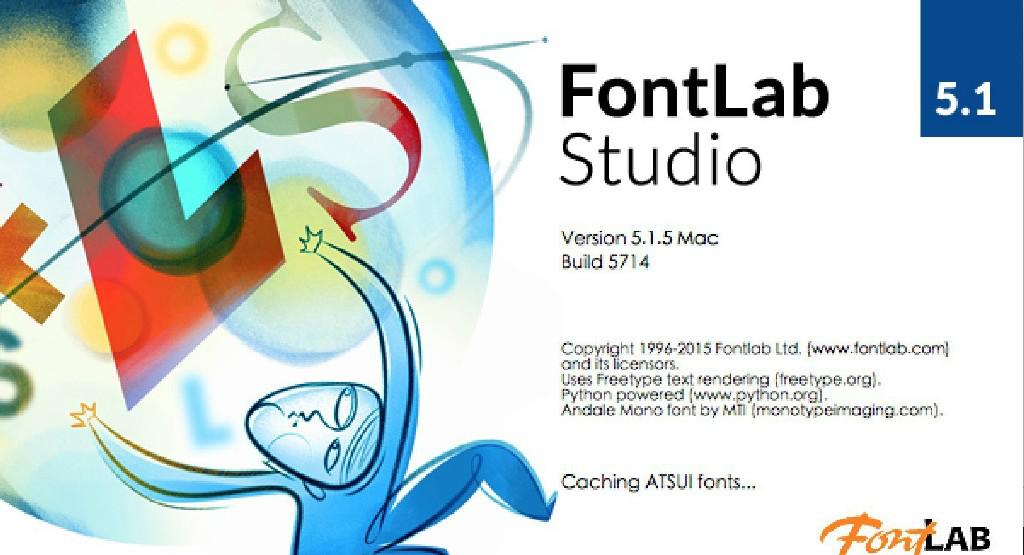 5.1
FontLab
Studio
Version 5.1.5 Mac
Build 5714
Copyright 1996-2015 Fontlab Ltd. (www.fontlab.com)
and its licensors.
Uses Freetype text rendering (freetype.org).
Python powered (www.python.org).
Andale Mono font by MTI (monotypeimaging.com).
Caching ATSUI fonts...
FontLAB
L
S
L
S